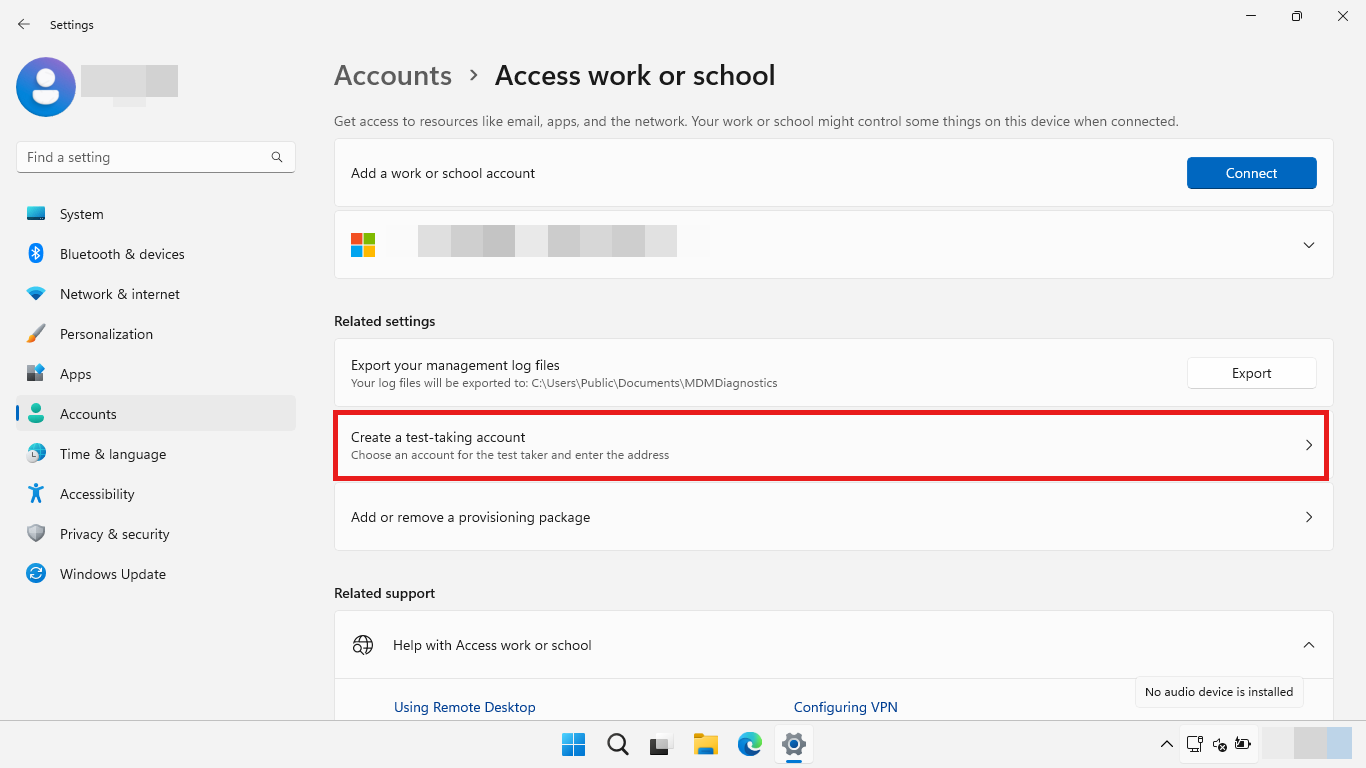 Settings
Accounts > Access work or school
Get access to resources like email, apps, and the network. Your work or school might control some things on this device when connected.
Find a setting
Add a work or school account
Connect
System
Bluetooth & devices
Network & internet
Personalization
Apps
Accounts
Time & language
Accessibility
Privacy & security
Windows Update
Related settings
Export your management log files
Your log files will be exported to: C:\Users\Public\Documents\MDMDiagnostics
Export
Create a test-taking account
Choose an account for the test taker and enter the address
Add or remove a provisioning package
Related support
Help with Access work or school
No audio device is installed
Using Remote Desktop
Configuring VPN